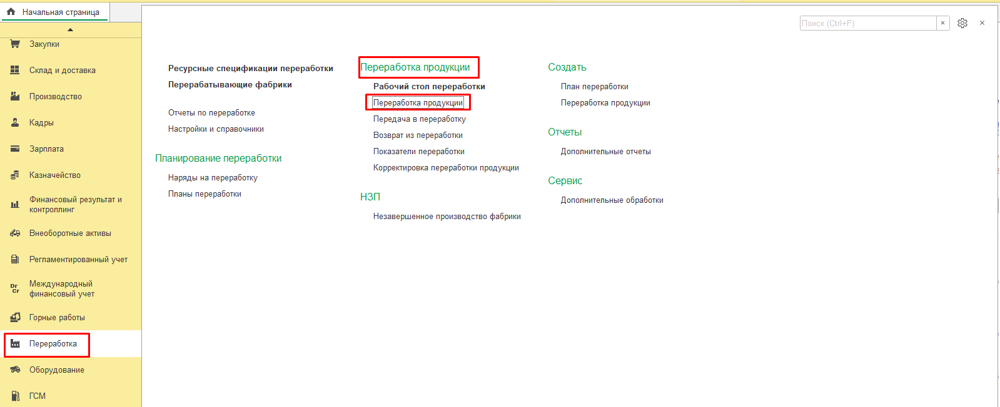 Начальная страница
Поиск (Ctrl+F)
Закупки
Склад и доставка
Производство
Кадры
Зарплата
Казначейство
Финансовый результат и
контроллинг
Внеоборотные активы
Регламентированный учет
Dr
Cr
Международный
финансовый учет
Горные работы
Переработка
Оборудование
ГСМ
Ресурсные спецификации переработки
Перерабатывающие фабрики
Отчеты по переработке
Настройки и справочники
Планирование переработки
Наряды на переработку
Планы переработки
Переработка продукции
Рабочий стол переработки
Переработка продукции
Передача в переработку
Возврат из переработки
Показатели переработки
Корректировка переработки продукции
НЗП
Незавершенное производство фабрики
Создать
План переработки
Переработка продукции
Отчеты
Дополнительные отчеты
Сервис
Дополнительные обработки